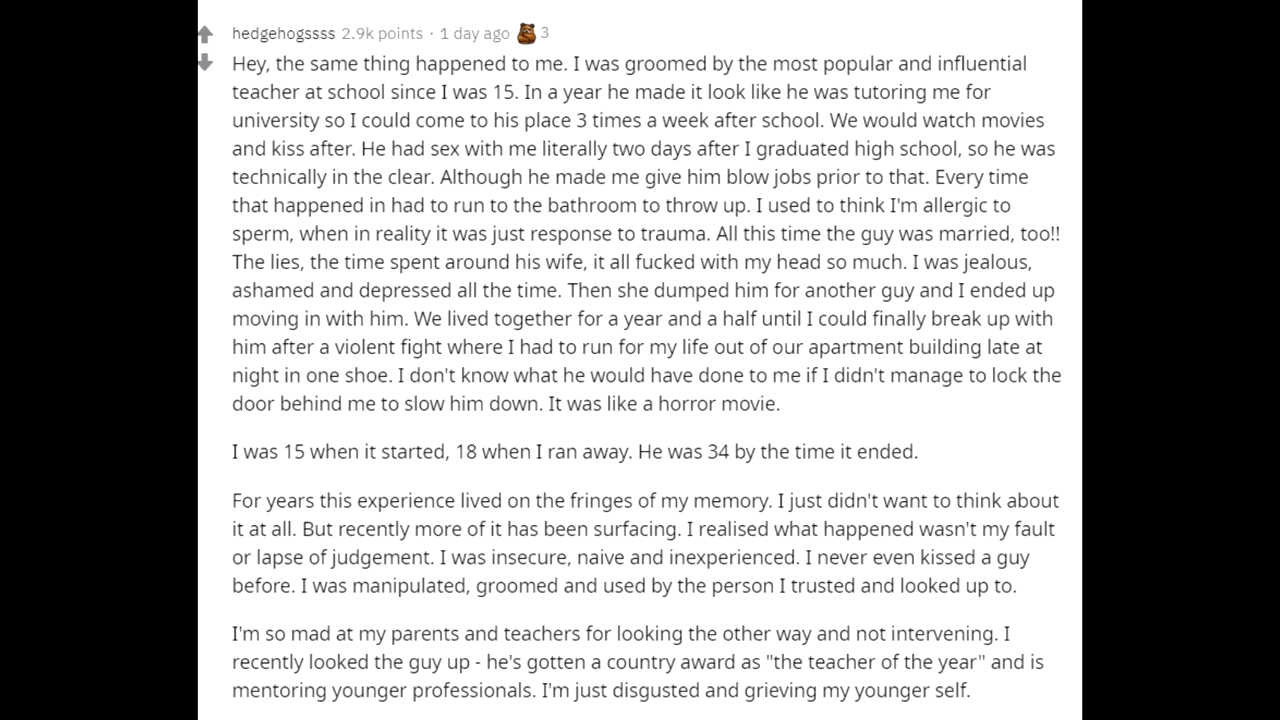 hedgehogssss 2.9k points · 1 day ago 3
Hey, the same thing happened to me. I was groomed by the most popular and influential
teacher at school since I was 15. In a year he made it look like he was tutoring me for
university so I could come to his place 3 times a week after school. We would watch movies
and kiss after. He had sex with me literally two days after I graduated high school, so he was
technically in the clear. Although he made me give him blow jobs prior to that. Every time
that happened in had to run to the bathroom to throw up. I used to think I'm allergic to
sperm, when in reality it was just response to trauma. All this time the guy was married, too!!
The lies, the time spent around his wife, it all fucked with my head so much. I was jealous,
ashamed and depressed all the time. Then she dumped him for another guy and I ended up
moving in with him. We lived together for a year and a half until I could finally break up with
him after a violent fight where I had to run for my life out of our apartment building late at
night in one shoe. I don't know what he would have done to me if I didn't manage to lock the
door behind me to slow him down. It was like a horror movie.
I was 15 when it started, 18 when I ran away. He was 34 by the time it ended.
For years this experience lived on the fringes of my memory. I just didn't want to think about
it at all. But recently more of it has been surfacing. I realised what happened wasn't my fault
or lapse of judgement. I was insecure, naive and inexperienced. I never even kissed a guy
before. I was manipulated, groomed and used by the person I trusted and looked up to.
I'm so mad at my parents and teachers for looking the other way and not intervening. I
recently looked the guy up - he's gotten a country award as "the teacher of the year" and is
mentoring younger professionals. I'm just disgusted and grieving my younger self.